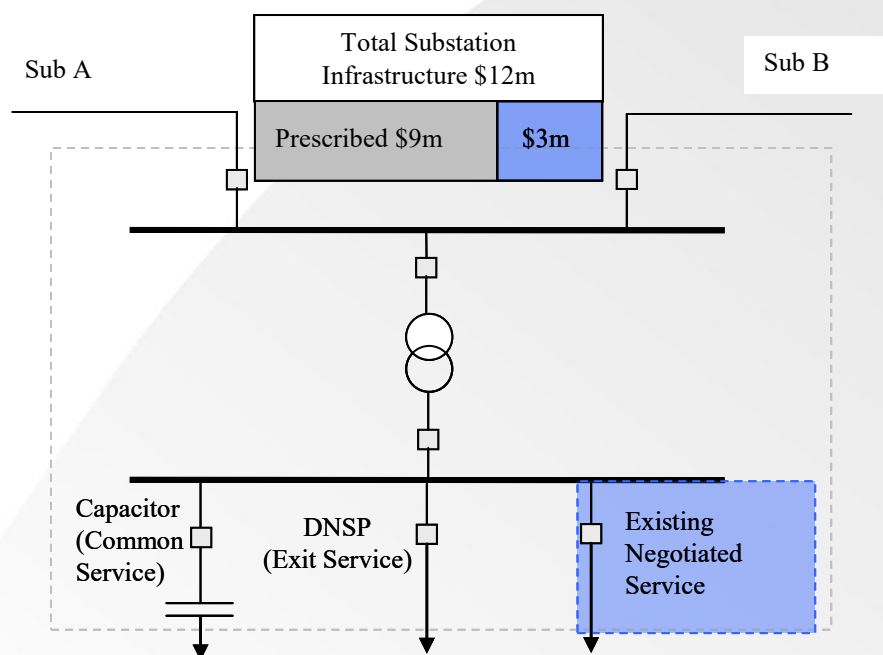 Sub A
Total Substation
Infrastructure $12m
Sub B
Prescribed $9m
$3m
Capacitor
(Common
Service)
DNSP
(Exit Service)
Existing
Negotiated
Service